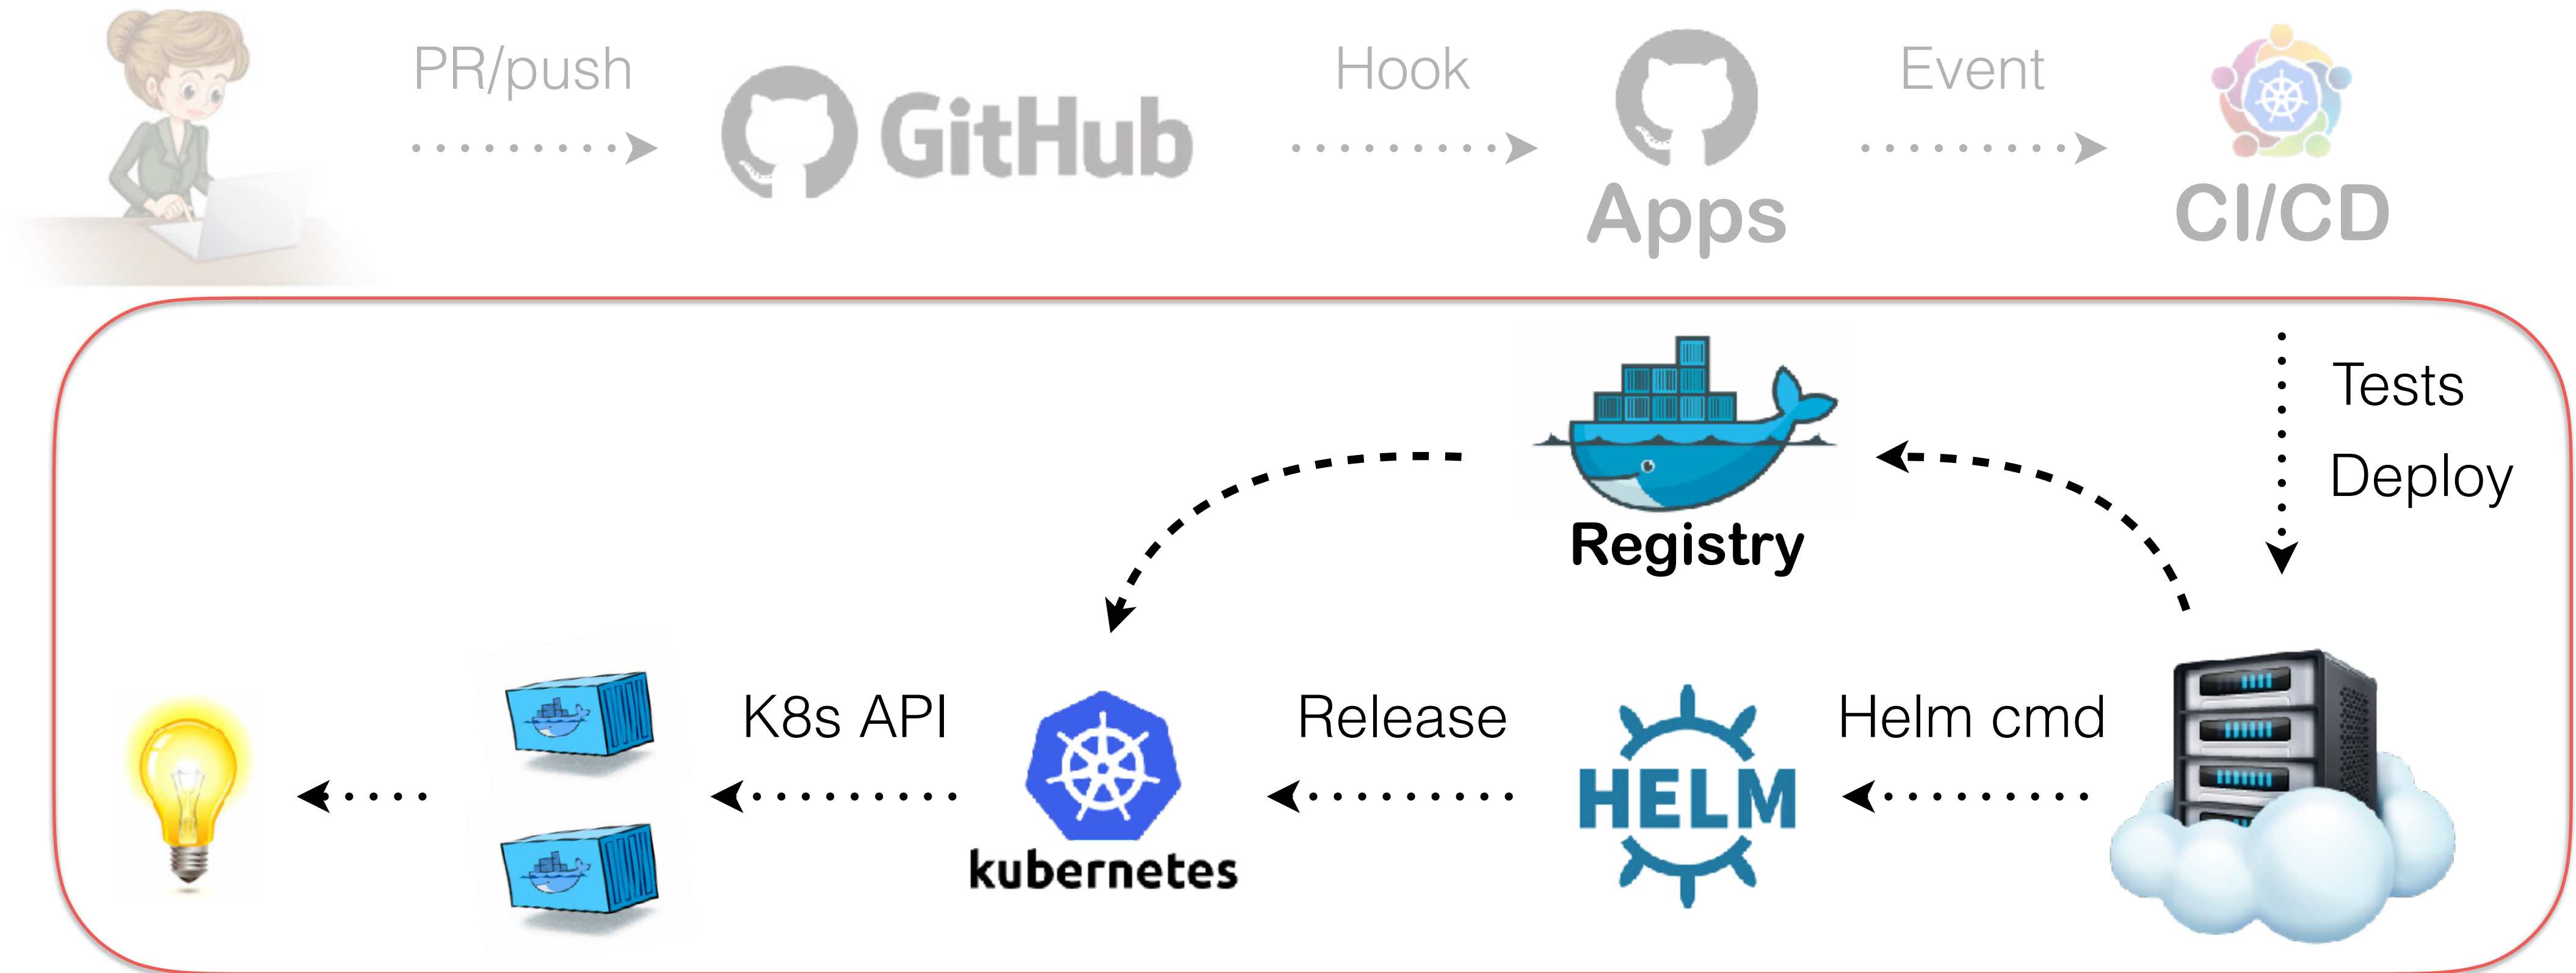 PR/push
GitHub
Hook
Apps
Event
CI/CD
Tests
Deploy
Registry
K8s API
kubernetes
Release
HELM
Helm cmd